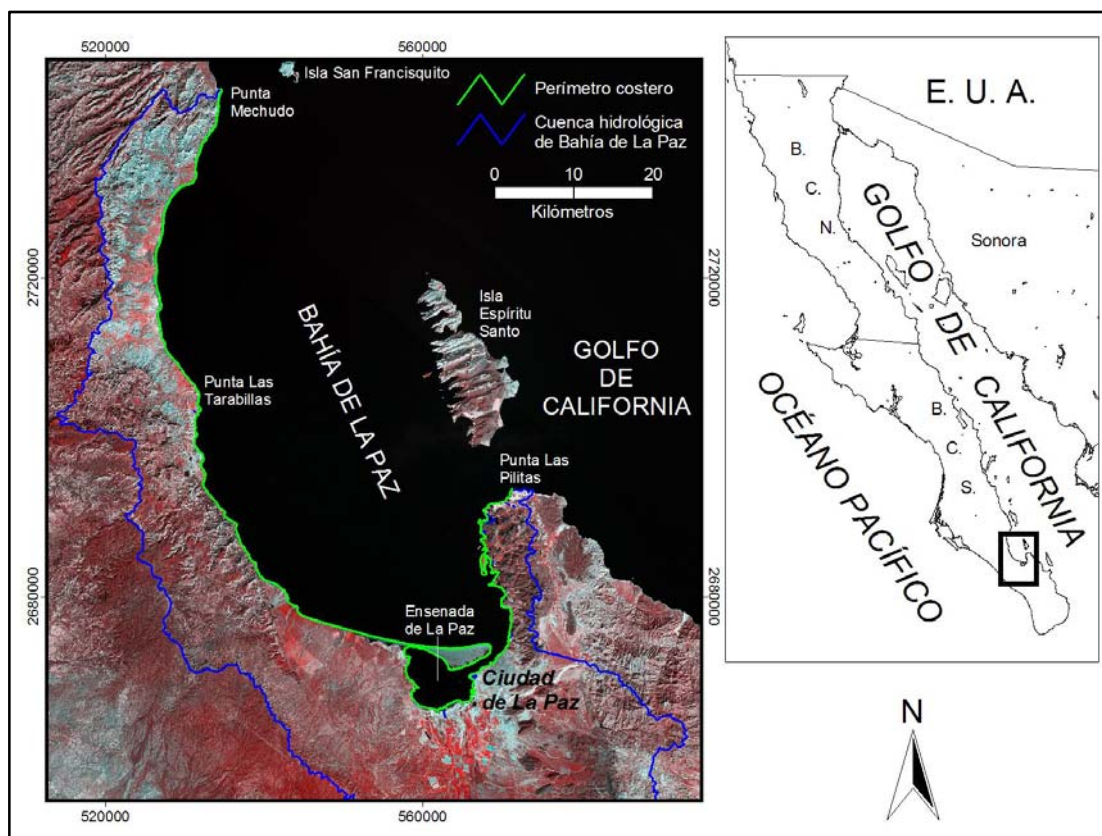 520000
560000
Isla San Francisquito
Punta
Mechudo
Perímetro costero
Cuenca hidrológica
de Bahía de La Paz
0
10
20
Kilómetros
2720000
2720000
Isla
Espíritu
Santo
BAHÍA DE LA PAZ
GOLFO
DE
CALIFORNIA
Punta Las
Tarabillas
Punta Las
Pilitas
2680000
2680000
Ensenada
de La Paz
Ciudad
de La Paz
520000
560000
E. U. A.
B.
C.
N.
Sonora
GOLFO DE CALIFORNIA
B.
C.
S.
OCÉANO PACÍFICO
N